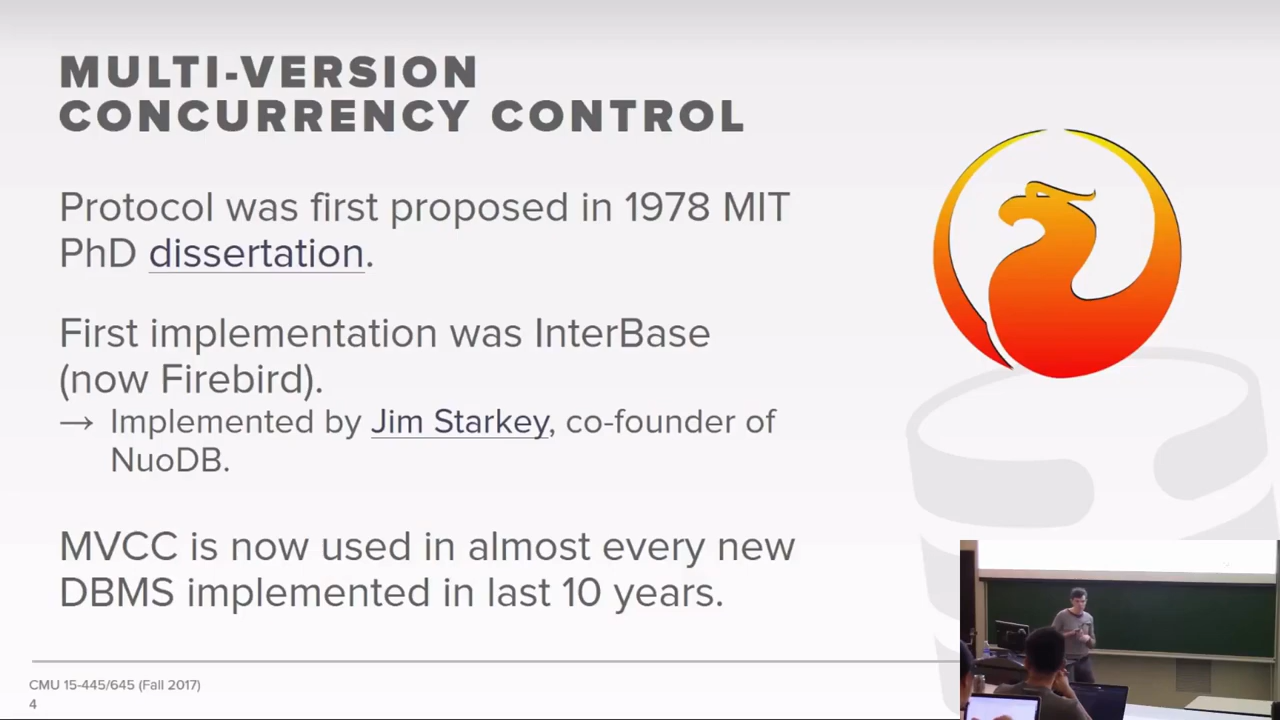 MULTI-VERSION
CONCURRENCY CONTROL
Protocol was first proposed in 1978 MIT
PhD dissertation.
First implementation was InterBase
(now Firebird).
→ Implemented by Jim Starkey, co-founder of
NuoDB.
MVCC is now used in almost every new
DBMS implemented in last 10 years.
CMU 15-445/645 (Fall 2017)
4